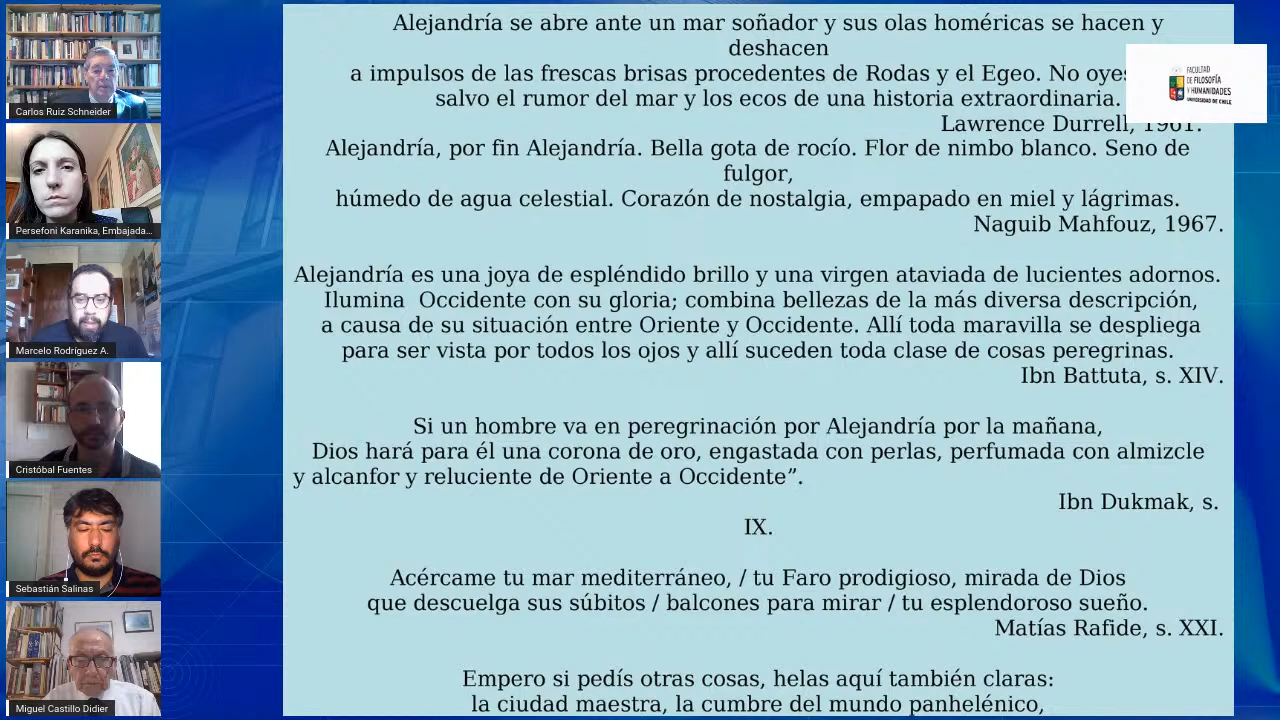 Carlos Ruiz Schneider
Persefoni Karanika, Embajada...
Marcelo Rodríguez A.
Cristóbal Fuentes
Sebastián Salinas
Miguel Castillo Didier
Alejandría se abre ante un mar soñador y sus olas homéricas se hacen y
deshacen
a impulsos de las frescas brisas procedentes de Rodas y el Egeo. No oyes
salvo el rumor del mar y los ecos de una historia extraordinaria.
Lawrence Durrell, 1961.
Alejandría, por fin Alejandría. Bella gota de rocío. Flor de nimbo blanco. Seno de
fulgor,
húmedo de agua celestial. Corazón de nostalgia, empapado en miel y lágrimas.
Naguib Mahfouz, 1967.
Alejandría es una joya de espléndido brillo y una virgen ataviada de lucientes adornos.
Ilumina  Occidente con su gloria; combina bellezas de la más diversa descripción,
a causa de su situación entre Oriente y Occidente. Allí toda maravilla se despliega
para ser vista por todos los ojos y allí suceden toda clase de cosas peregrinas.
Ibn Battuta, s. XIV.
Si un hombre va en peregrinación por Alejandría por la mañana,
Dios hará para él una corona de oro, engastada con perlas, perfumada con almizcle
y alcanfor y reluciente de Oriente a Occidente”.
Ibn Dukmak, s.
IX.
Acércame tu mar mediterráneo, / tu Faro prodigioso, mirada de Dios
que descuelga sus súbitos / balcones para mirar / tu esplendoroso sueño.
Matías Rafide, s. XXI.
Empero si pedís otras cosas, helas aquí también claras:
la ciudad maestra, la cumbre del mundo panhelénico,
FACULTAD
DE FILOSOFÍA
Y HUMANIDADES
UNIVERSIDAD DE CHILE